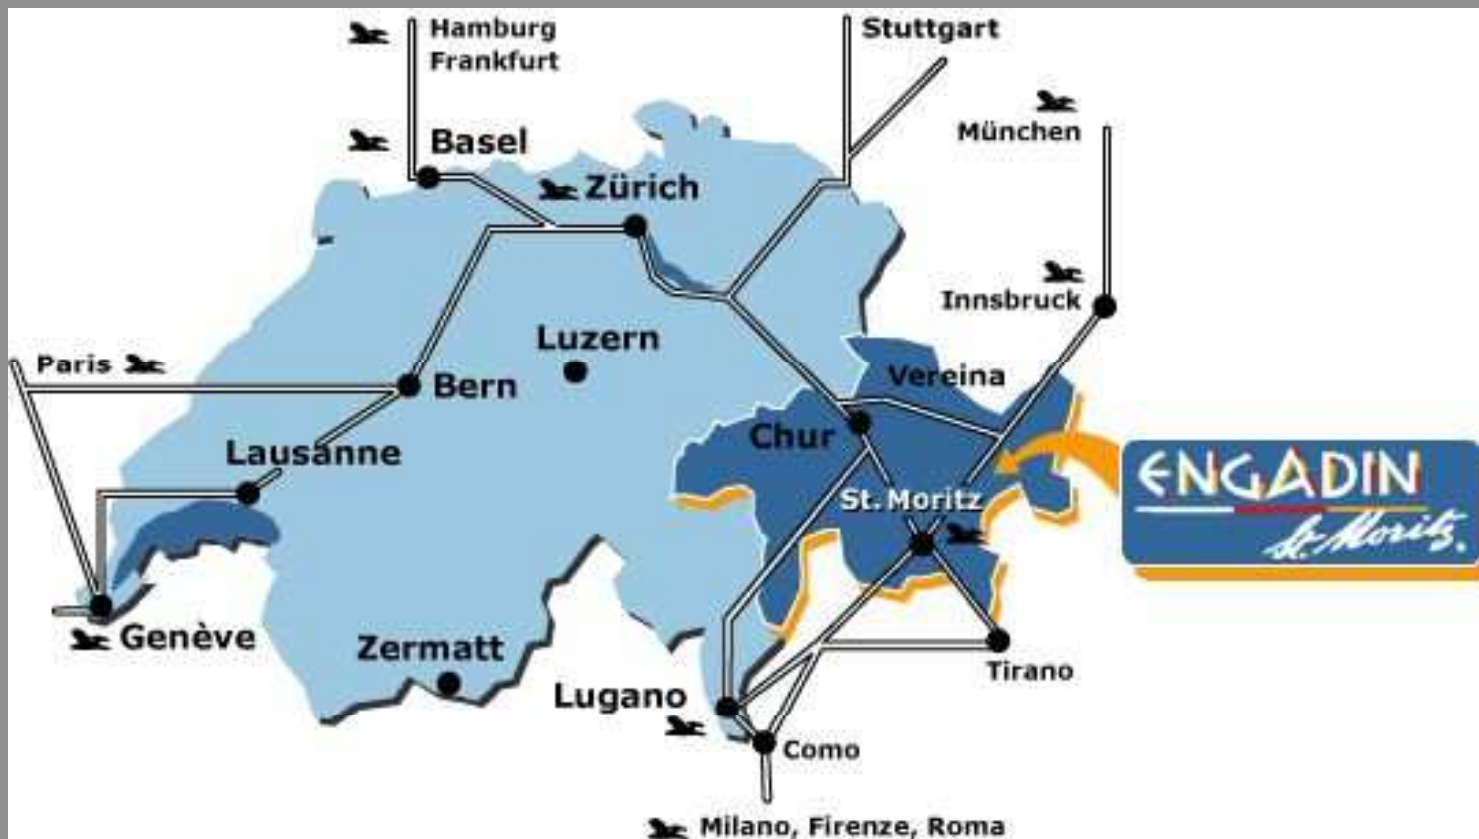 Hamburg
Frankfurt
Stuttgart
München
Basel
Zürich
Innsbruck
Luzern
Paris
Bern
Vereina
Chur
Lausanne
ENGADIN
St. Moritz
St. Moritz.
Genève
Zermatt
Tirano
Lugano
Como
Milano, Firenze, Roma